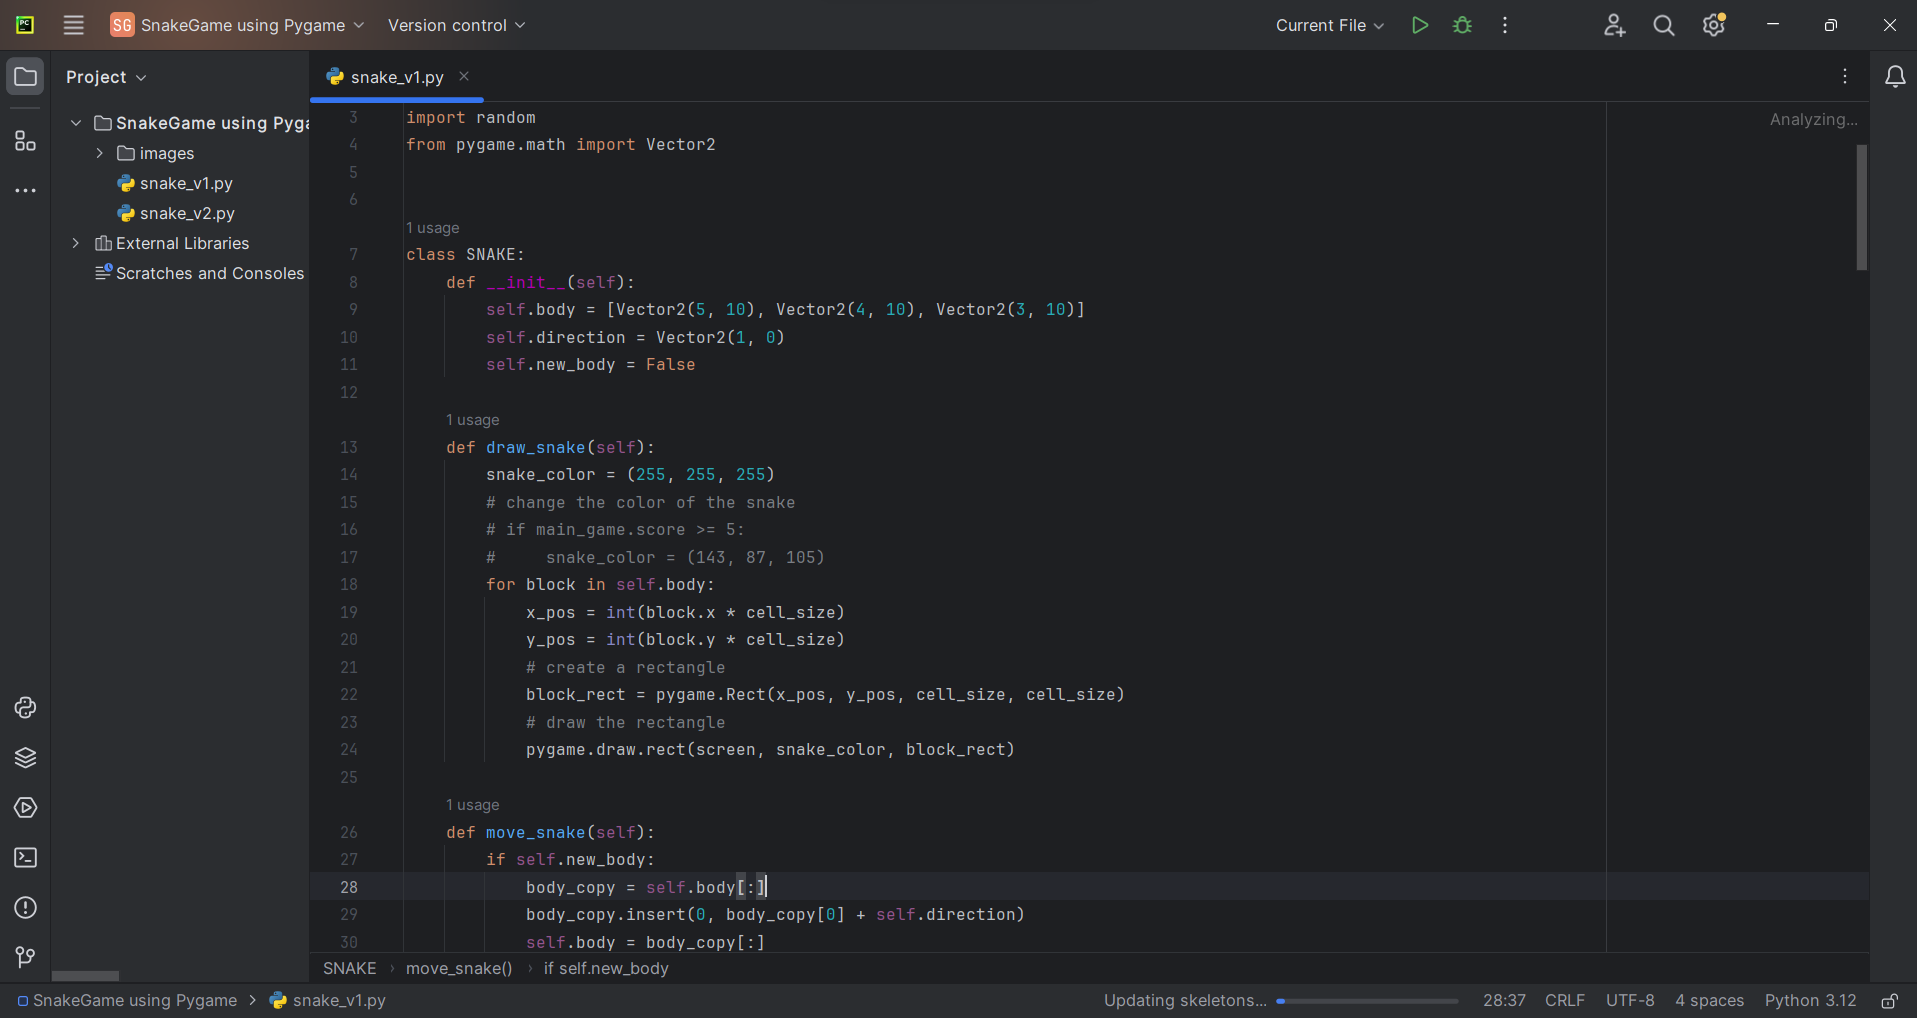 PC
SG SnakeGame using Pygame
Version control
Current File
Project
snake_v1.py
SnakeGame using Pyga
images
snake_v1.py
snake_v2.py
External Libraries
Scratches and Consoles
Analyzing...
3 import random
4 from pygame.math import Vector2
5
6
1 usage
7 class SNAKE:
8     def __init__(self):
9         self.body = [Vector2(5, 10), Vector2(4, 10), Vector2(3, 10)]
10         self.direction = Vector2(1, 0)
11         self.new_body = False
12
1 usage
13     def draw_snake(self):
14         snake_color = (255, 255, 255)
15         # change the color of the snake
16         # if main_game.score >= 5:
17         #     snake_color = (143, 87, 105)
18         for block in self.body:
19             x_pos = int(block.x * cell_size)
20             y_pos = int(block.y * cell_size)
21             # create a rectangle
22             block_rect = pygame.Rect(x_pos, y_pos, cell_size, cell_size)
23             # draw the rectangle
24             pygame.draw.rect(screen, snake_color, block_rect)
25
1 usage
26     def move_snake(self):
27         if self.new_body:
28             body_copy = self.body[:]
29             body_copy.insert(0, body_copy[0] + self.direction)
30             self.body = body_copy[:]
SNAKE › move_snake() › if self.new_body
SnakeGame using Pygame > snake_v1.py
Updating skeletons...
28:37 CRLF UTF-8 4 spaces Python 3.12